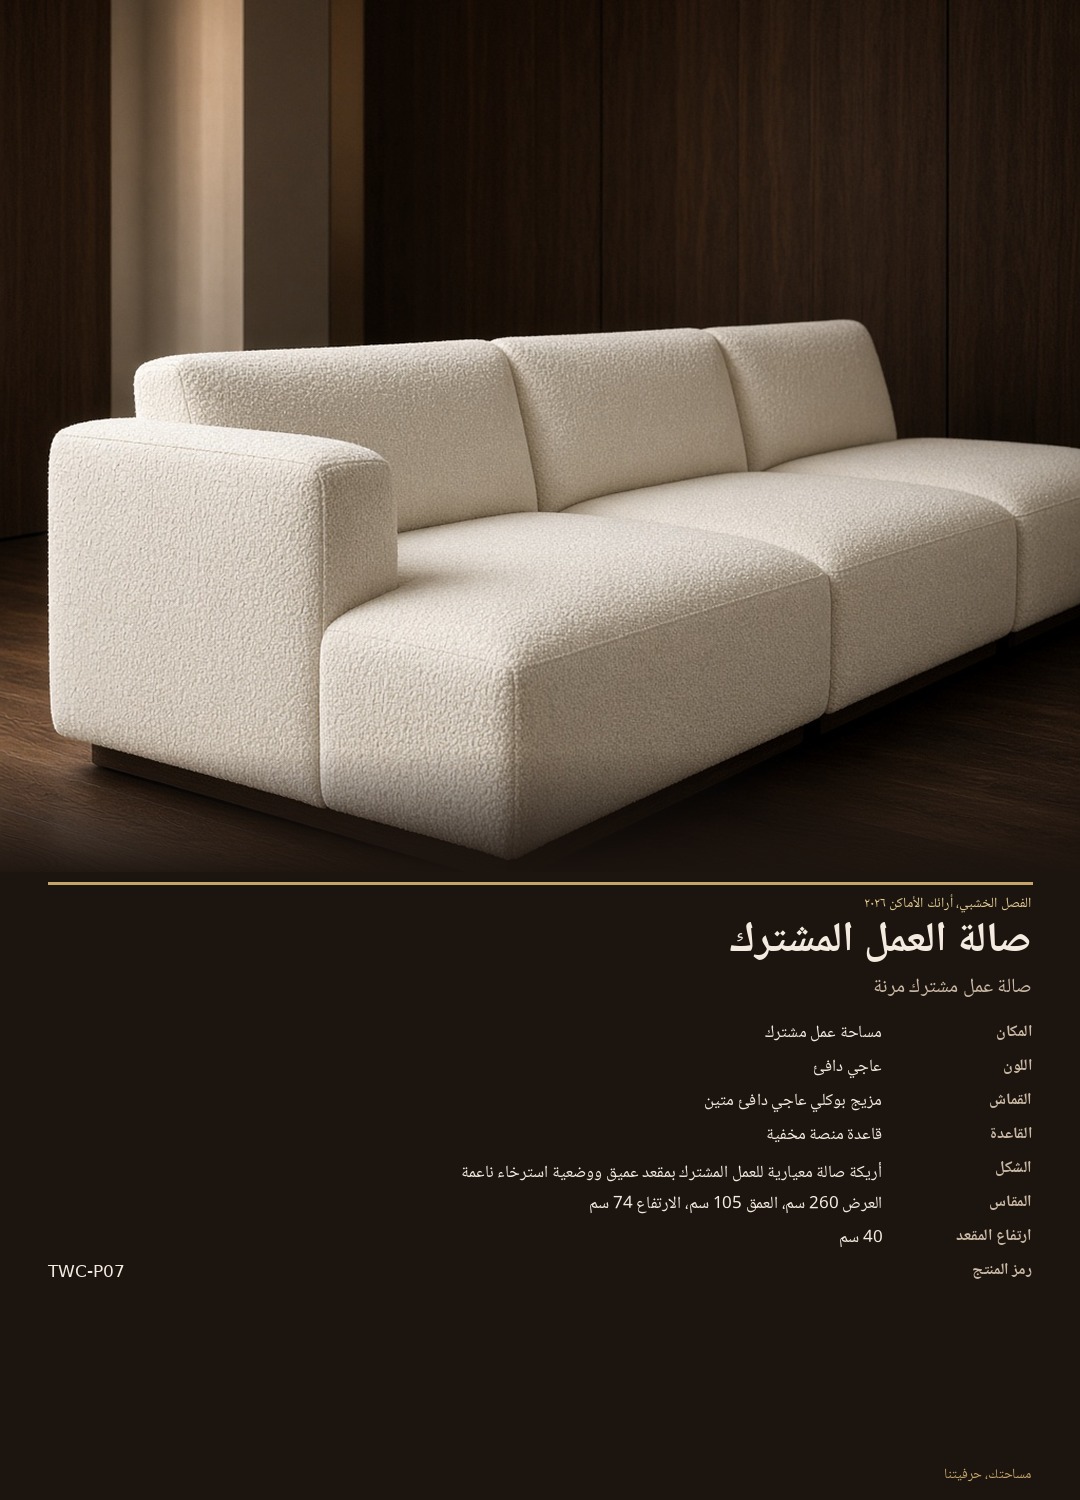 الفصل الخشبي، أرائك الأماكن ٢٠٢٦
صالة العمل المشترك
صالة عمل مشترك مرنة
المكان مساحة عمل مشترك
اللون عاجي دافئ
القماش مزيج بوكلي عاجي دافئ متين
القاعدة قاعدة منصة مخفية
الشكل أريكة صالة معيارية للعمل المشترك بمقعد عميق ووضعية استرخاء ناعمة
المقاس العرض 260 سم، العمق 105 سم، الارتفاع 74 سم
ارتفاع المقعد 40 سم
رمز المنتج TWC-P07
مساحتك، حرفيتنا